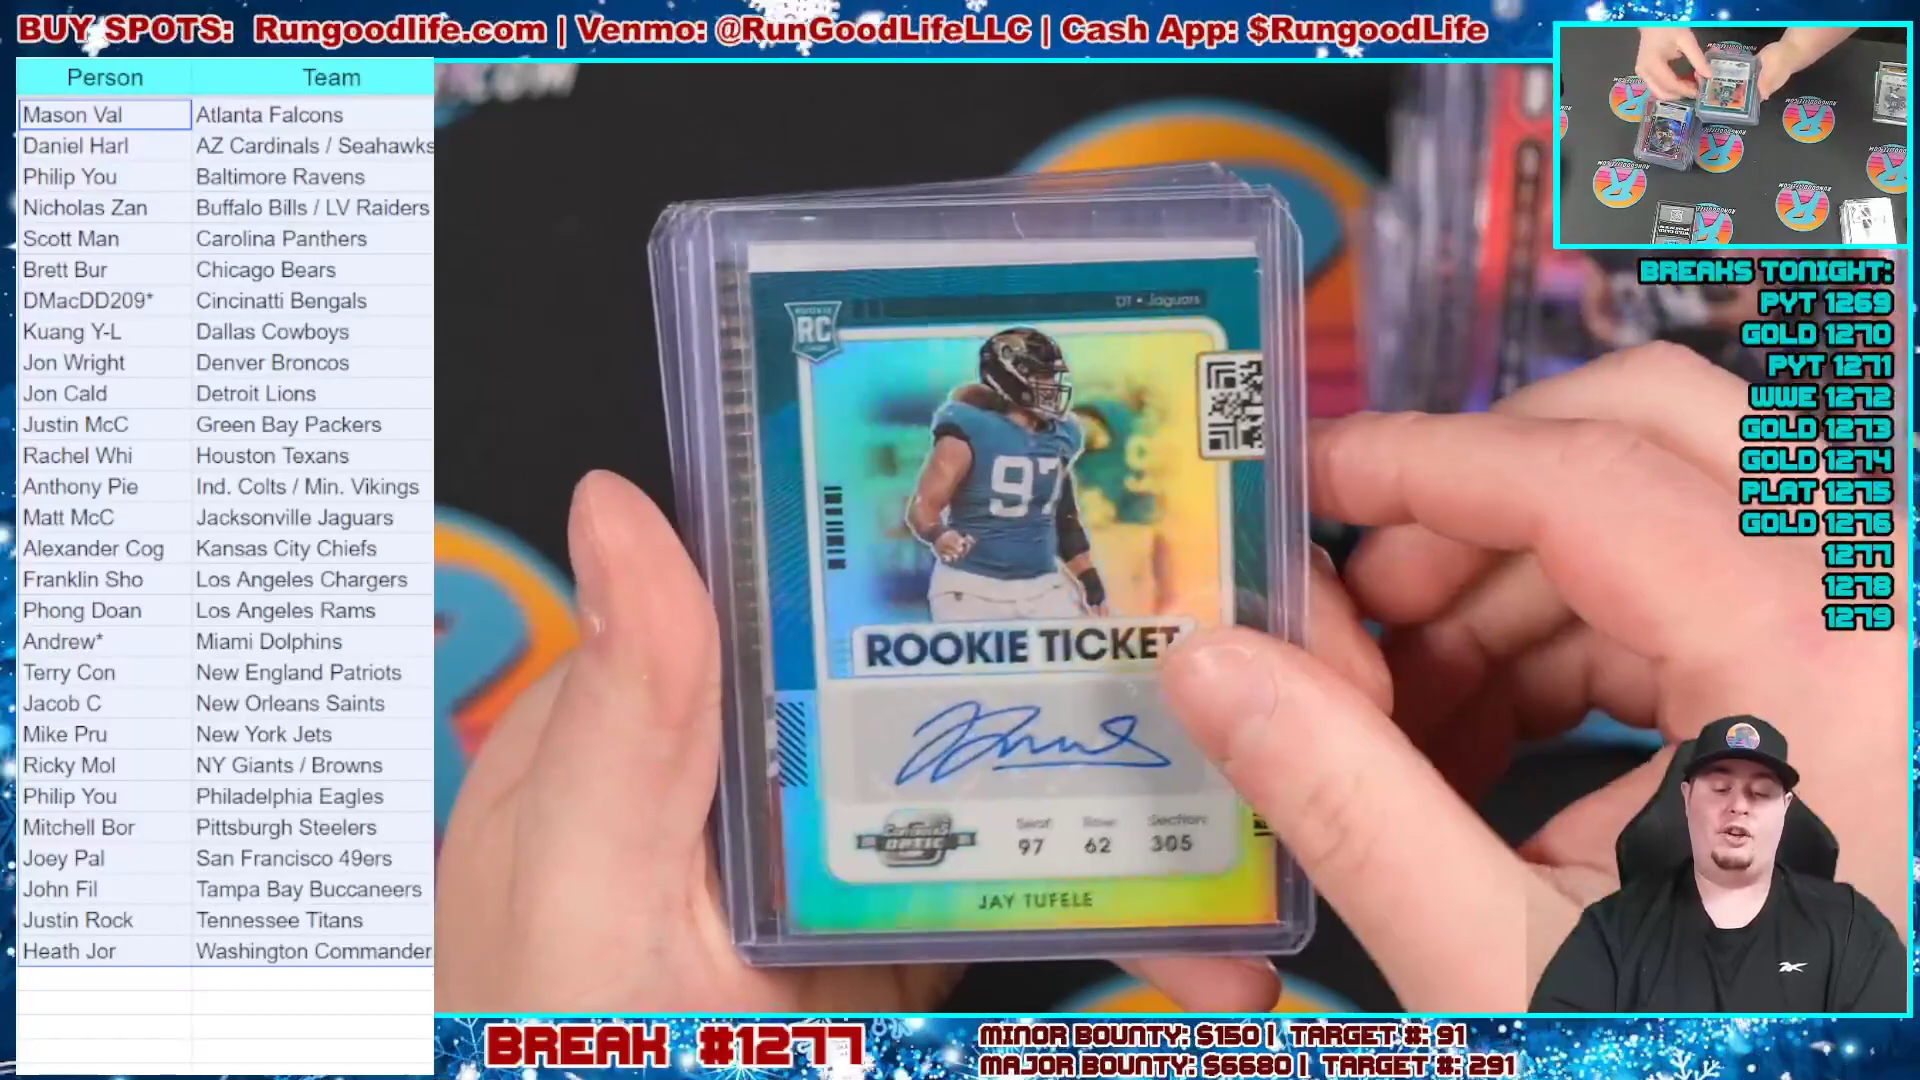 BUY SPOTS: Rungoodlife.com | Venmo: @RunGoodLifeLLC | Cash App: $RungoodLife
Person Team
Mason Val Atlanta Falcons
Daniel Harl AZ Cardinals / Seahawks
Philip You Baltimore Ravens
Nicholas Zan Buffalo Bills / LV Raiders
Scott Man Carolina Panthers
Brett Bur Chicago Bears
DMacDD209* Cincinatti Bengals
Kuang Y-L Dallas Cowboys
Jon Wright Denver Broncos
Jon Cald Detroit Lions
Justin McC Green Bay Packers
Rachel Whi Houston Texans
Anthony Pie Ind. Colts / Min. Vikings
Matt McC Jacksonville Jaguars
Alexander Cog Kansas City Chiefs
Franklin Sho Los Angeles Chargers
Phong Doan Los Angeles Rams
Andrew* Miami Dolphins
Terry Con New England Patriots
Jacob C New Orleans Saints
Mike Pru New York Jets
Ricky Mol NY Giants / Browns
Philip You Philadelphia Eagles
Mitchell Bor Pittsburgh Steelers
Joey Pal San Francisco 49ers
John Fil Tampa Bay Buccaneers
Justin Rock Tennessee Titans
Heath Jor Washington Commander
RC
DT • Jaguars
97
ROOKIE TICKET
Contenders
OPTIC
Seat Row Section
97 62 305
JAY TUFELE
BREAKS TONIGHT:
PYT 1269
GOLD 1270
PYT 1271
WWE 1272
GOLD 1273
GOLD 1274
PLAT 1275
GOLD 1276
1277
1278
1279
BREAK #1277
MINOR BOUNTY: $150 | TARGET #: 91
MAJOR BOUNTY: $6680 | TARGET #: 291